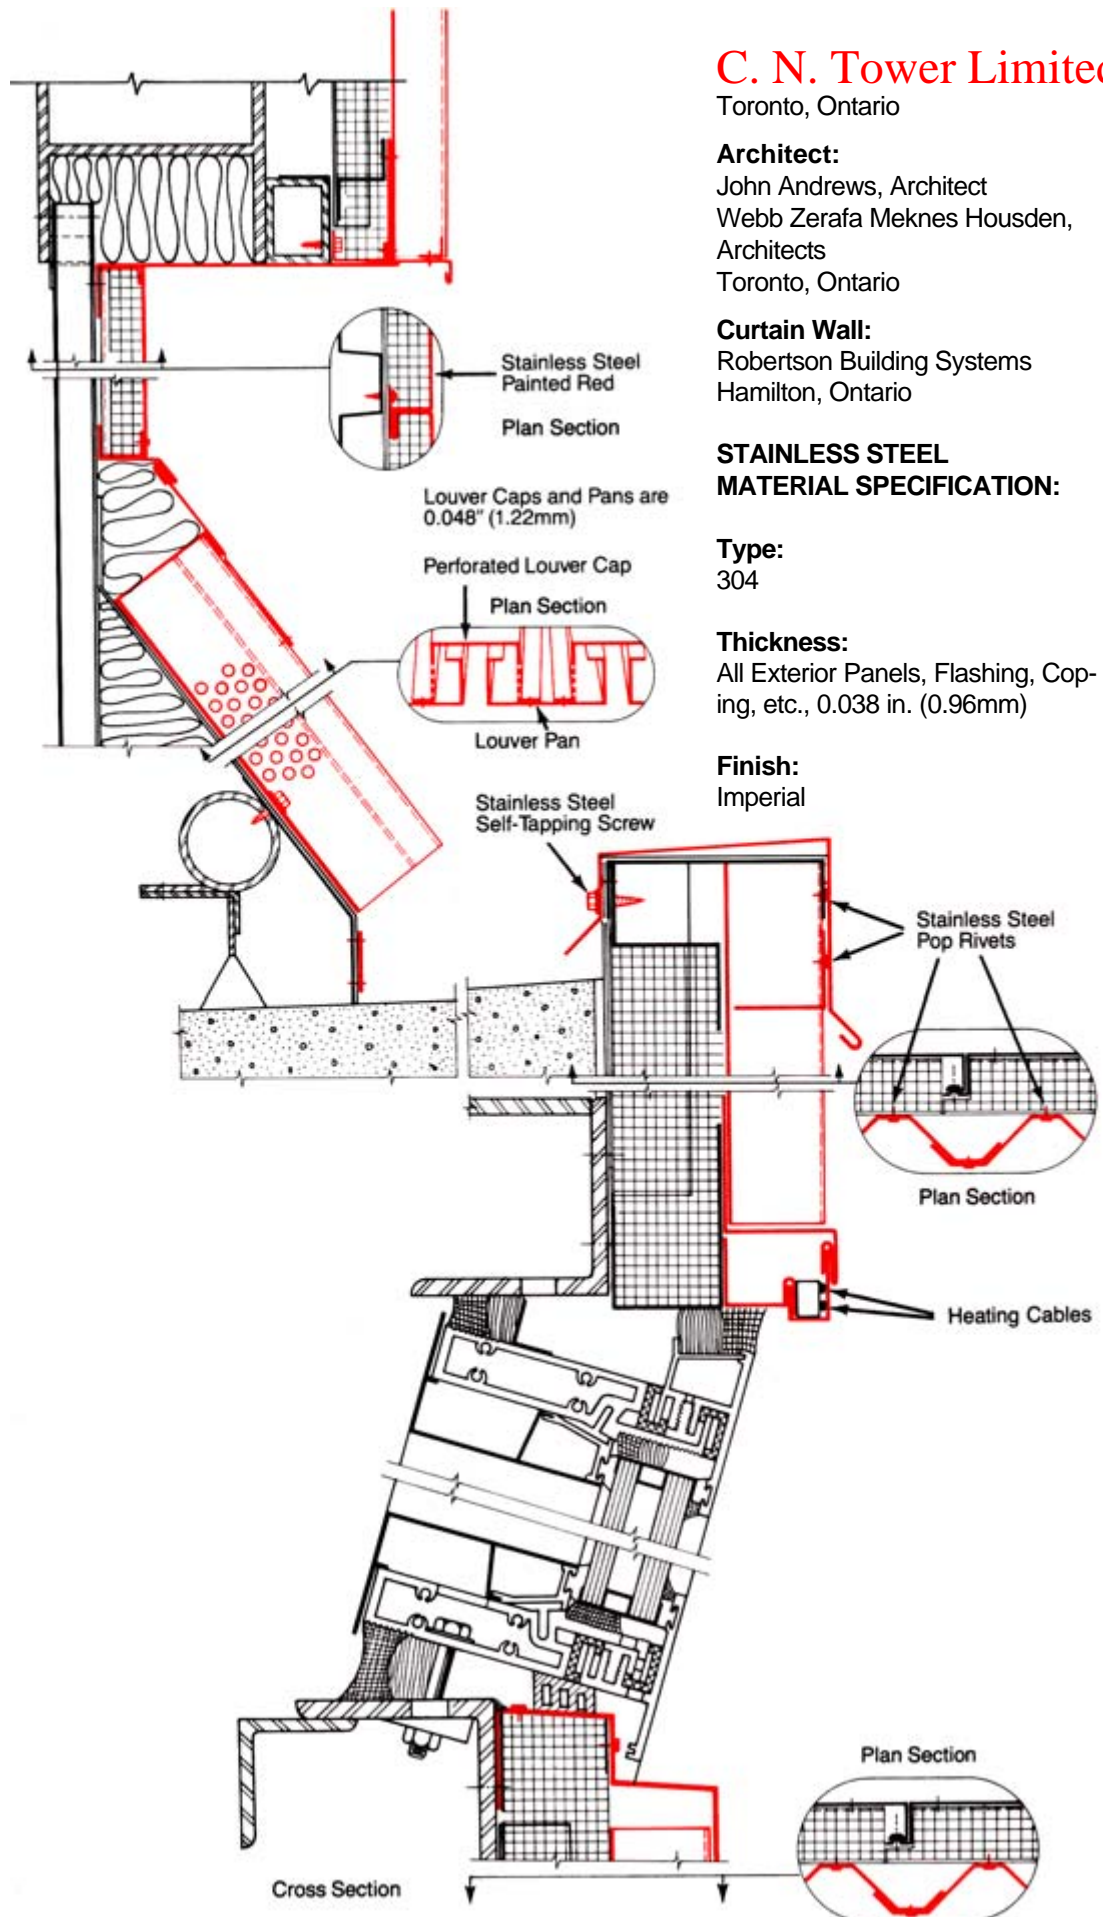 C. N. Tower Limited
Toronto, Ontario
Architect:
John Andrews, Architect
Webb Zerafa Meknes Housden,
Architects
Toronto, Ontario
Curtain Wall:
Robertson Building Systems
Hamilton, Ontario
STAINLESS STEEL
MATERIAL SPECIFICATION:
Type:
304
Thickness:
All Exterior Panels, Flashing, Cop-
ing, etc., 0.038 in. (0.96mm)
Finish:
Imperial
Stainless Steel
Painted Red
Plan Section
Louver Caps and Pans are
0.048" (1.22mm)
Perforated Louver Cap
Plan Section
Louver Pan
Stainless Steel
Self-Tapping Screw
Stainless Steel
Pop Rivets
Plan Section
Heating Cables
Plan Section
Cross Section